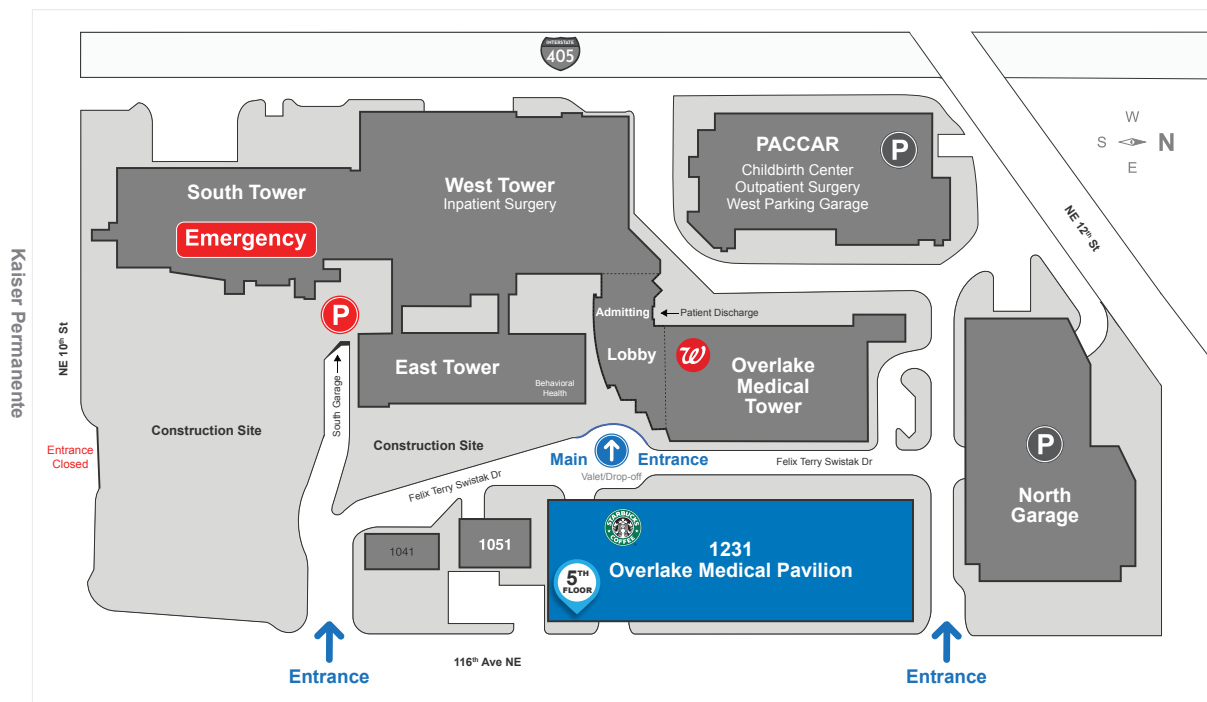 INTERSTATE
405
W
S N
E
PACCAR
P
Childbirth Center
Outpatient Surgery
West Parking Garage
South Tower
Emergency
West Tower
Inpatient Surgery
NE 12th St
Kaiser Permanente
NE 10th St
P
Admitting
Patient Discharge
Lobby
W
Overlake
Medical
Tower
East Tower
Behavioral
Health
South Garage
Construction Site
Construction Site
Entrance
Closed
Main Entrance
Valet/Drop-off
Felix Terry Swistak Dr
Felix Terry Swistak Dr
P
North
Garage
1041
1051
STARBUCKS
COFFEE
1231
Overlake Medical Pavilion
5TH
FLOOR
116th Ave NE
Entrance
Entrance